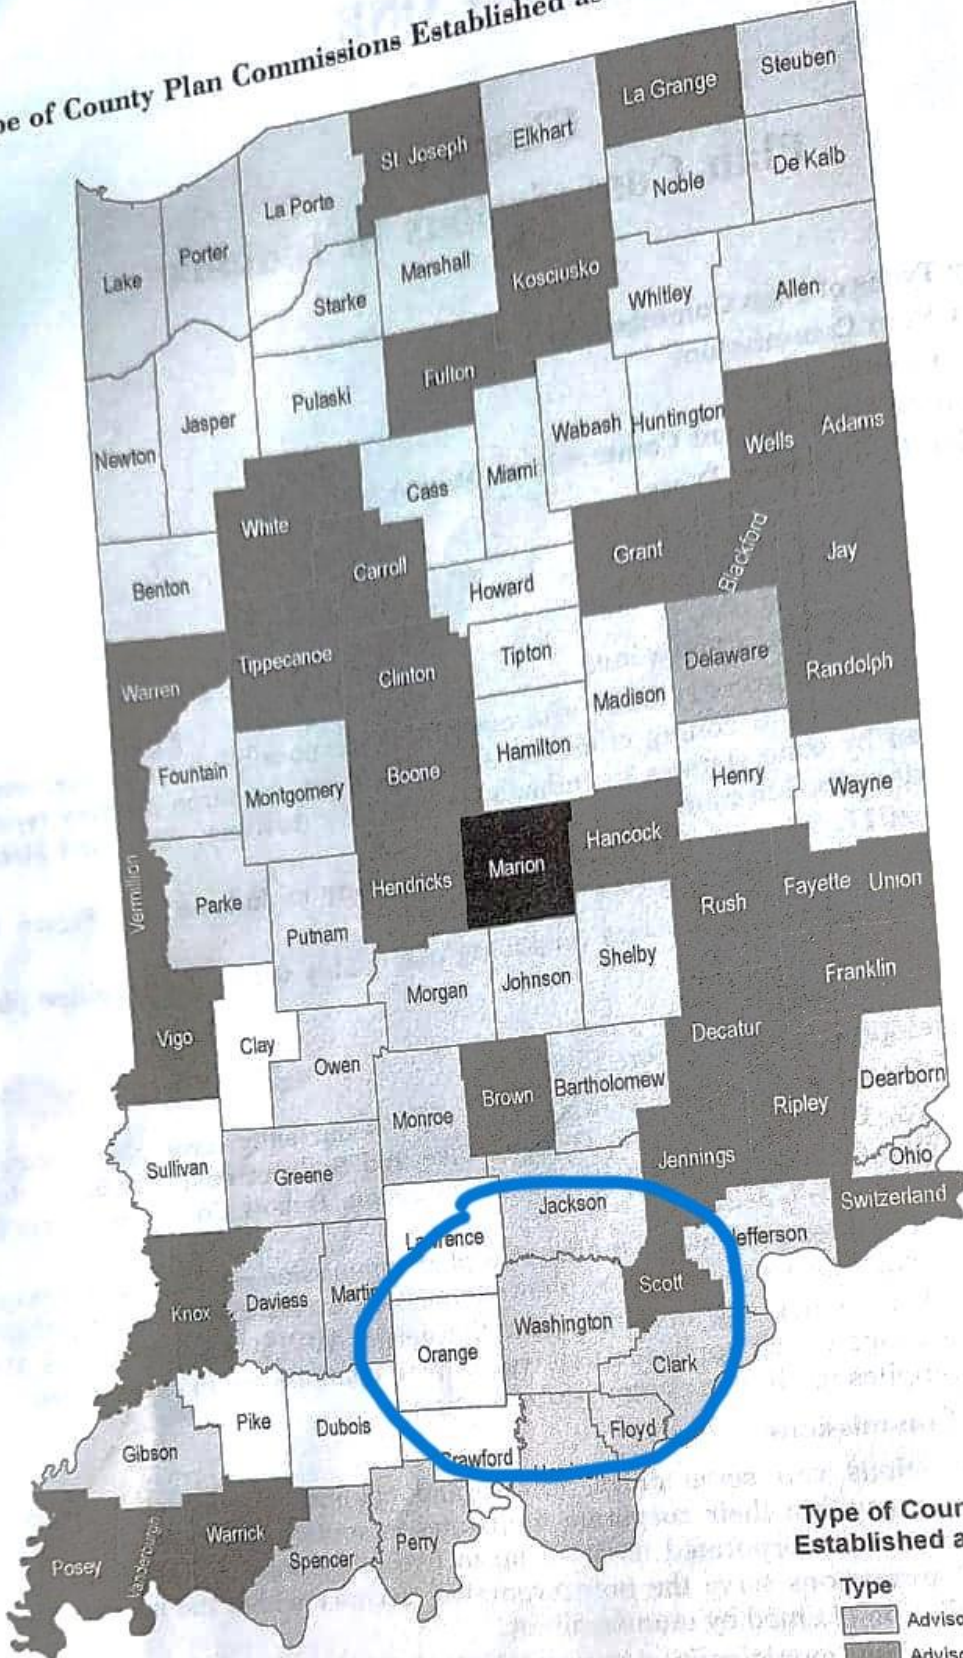 of County Plan Commissions Established
Steuben
La Grange
Elkhart
St. Joseph
La Porte
De Kalb
Noble
Porter
Lake
Marshall
Kosciusko
Starke
Whitley
Allen
Fulton
Pulaski
Jasper
Newton
Wabash
Huntington
Wells
Adams
Miami
Cass
White
Carroll
Grant
Blackford
Jay
Benton
Howard
Tippecanoe
Clinton
Tipton
Delaware
Randolph
Warren
Madison
Hamilton
Fountain
Montgomery
Boone
Henry
Wayne
Hancock
Marion
Vermillion
Parke
Hendricks
Rush
Fayette
Union
Putnam
Shelby
Morgan
Johnson
Franklin
Vigo
Clay
Owen
Decatur
Monroe
Brown
Bartholomew
Dearborn
Ripley
Sullivan
Greene
Jennings
Ohio
Switzerland
Jackson
Lawrence
Jefferson
Knox
Daviess
Martin
Scott
Washington
Orange
Clark
Pike
Dubois
Floyd
Gibson
Crawford
Posey
Vanderburgh
Warrick
Spencer
Perry
Type of Coun
Established a
Type
Adviso
Adviso